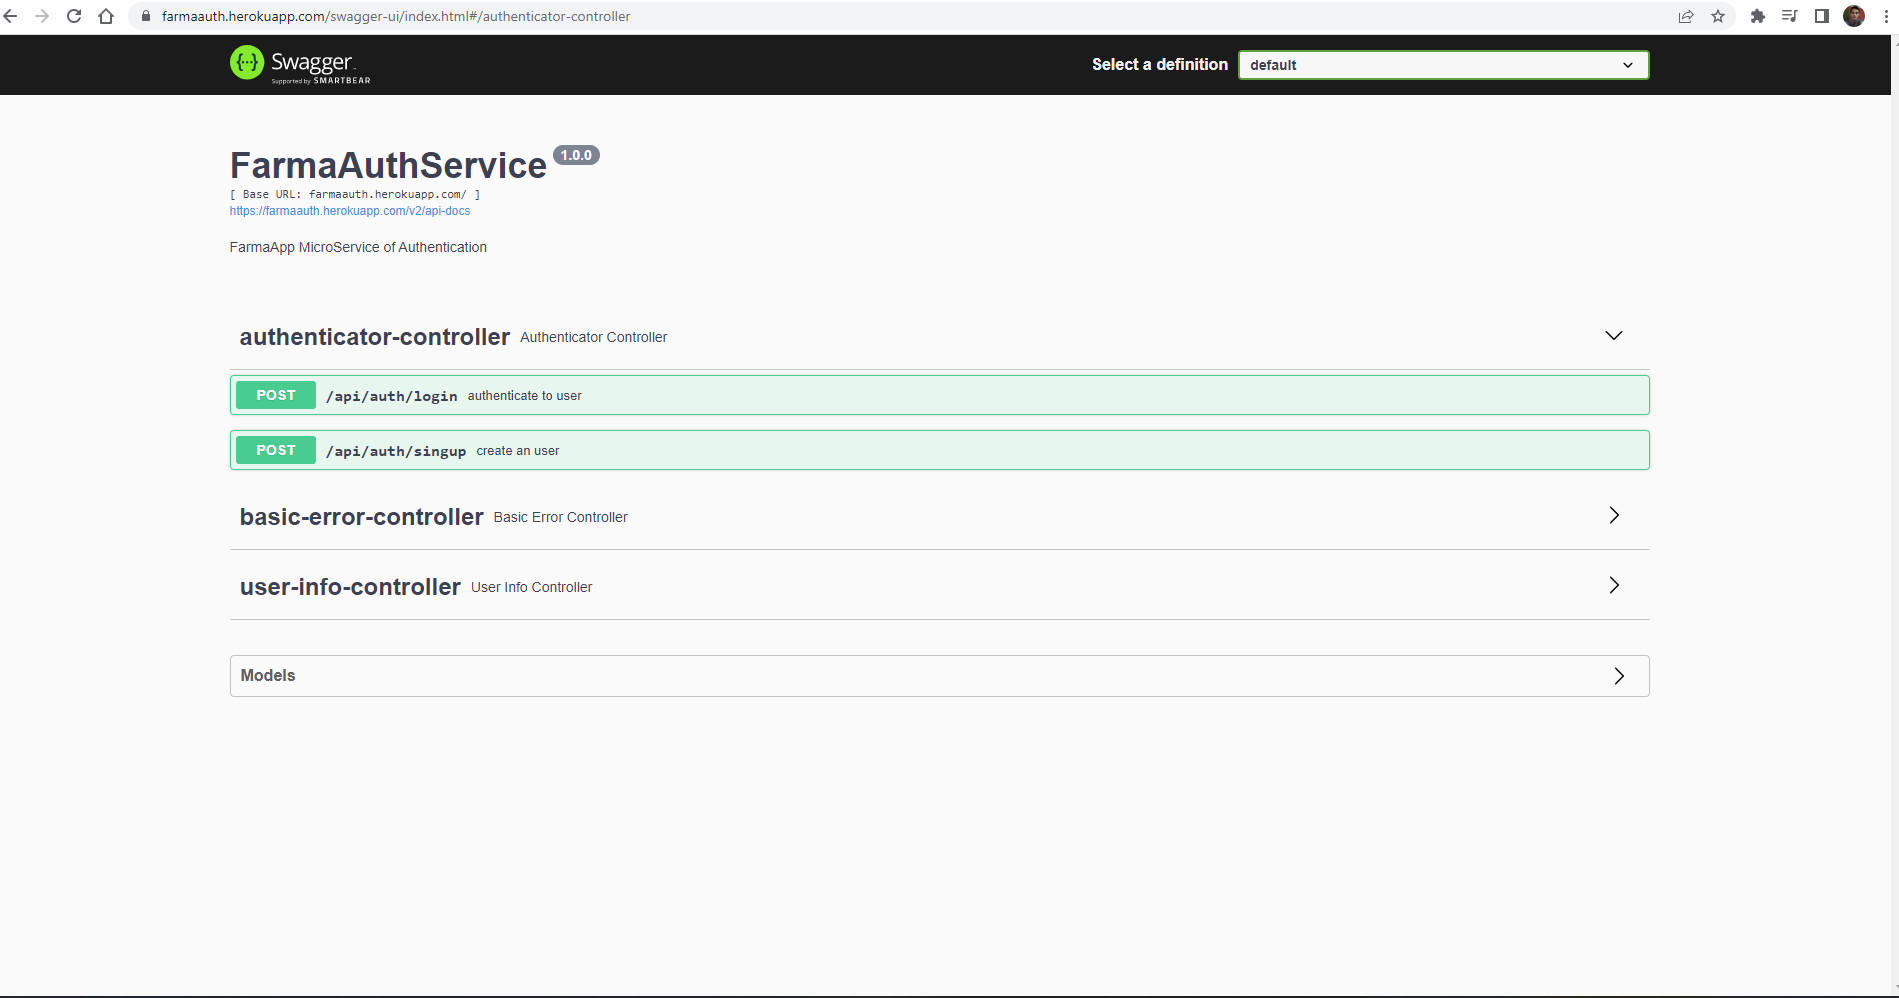 farmaauth.herokuapp.com/swagger-ui/index.html#/authenticator-controller
Swagger
Supported by SMARTBEAR
Select a definition
default
FarmaAuthService 1.0.0
[ Base URL: farmaauth.herokuapp.com/ ]
https://farmaauth.herokuapp.com/v2/api-docs
FarmaApp MicroService of Authentication
authenticator-controller Authenticator Controller
POST /api/auth/login authenticate to user
POST /api/auth/singup create an user
basic-error-controller Basic Error Controller
user-info-controller User Info Controller
Models